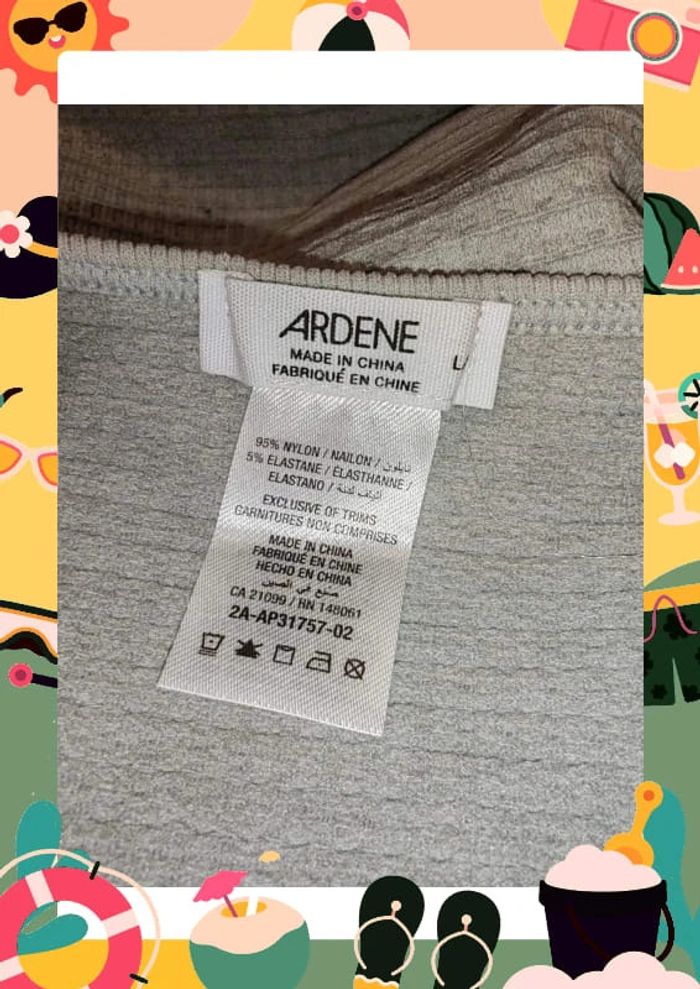 ARDENE
MADE IN CHINA
FABRIQUÉ EN CHINE
95% NYLON / NAILON / نايلون
5% ELASTANE / ÉLASTHANNE /
ELASTANO /
EXCLUSIVE OF TRIMS
GARNITURES NON COMPRISES
MADE IN CHINA
FABRIQUÉ EN CHINE
HECHO EN CHINA
صنع في الصين
CA 21099 / RN 148061
2A-AP31757-02